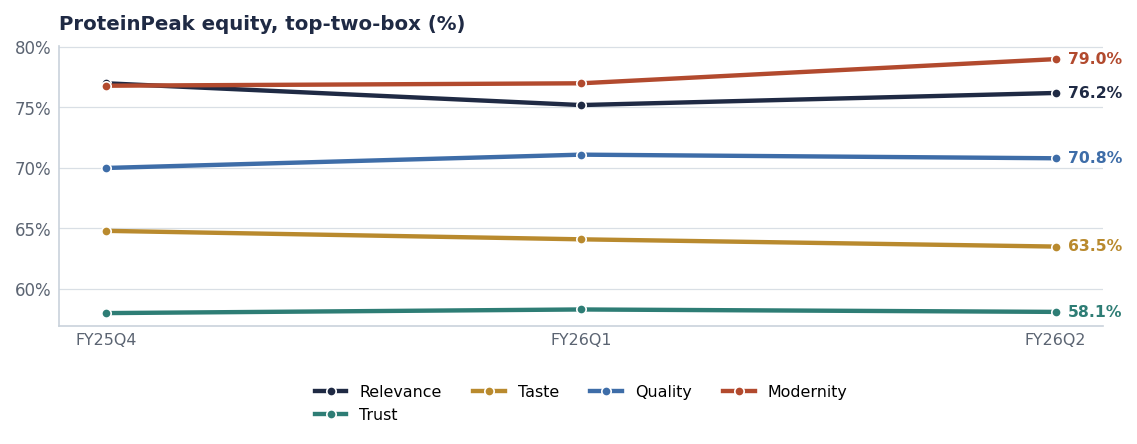 ProteinPeak equity, top-two-box (%)
80%
79.0%
76.2%
75%
70%
70.8%
65%
63.5%
60%
58.1%
FY25Q4 FY26Q1 FY26Q2
Relevance Taste Quality Modernity
Trust